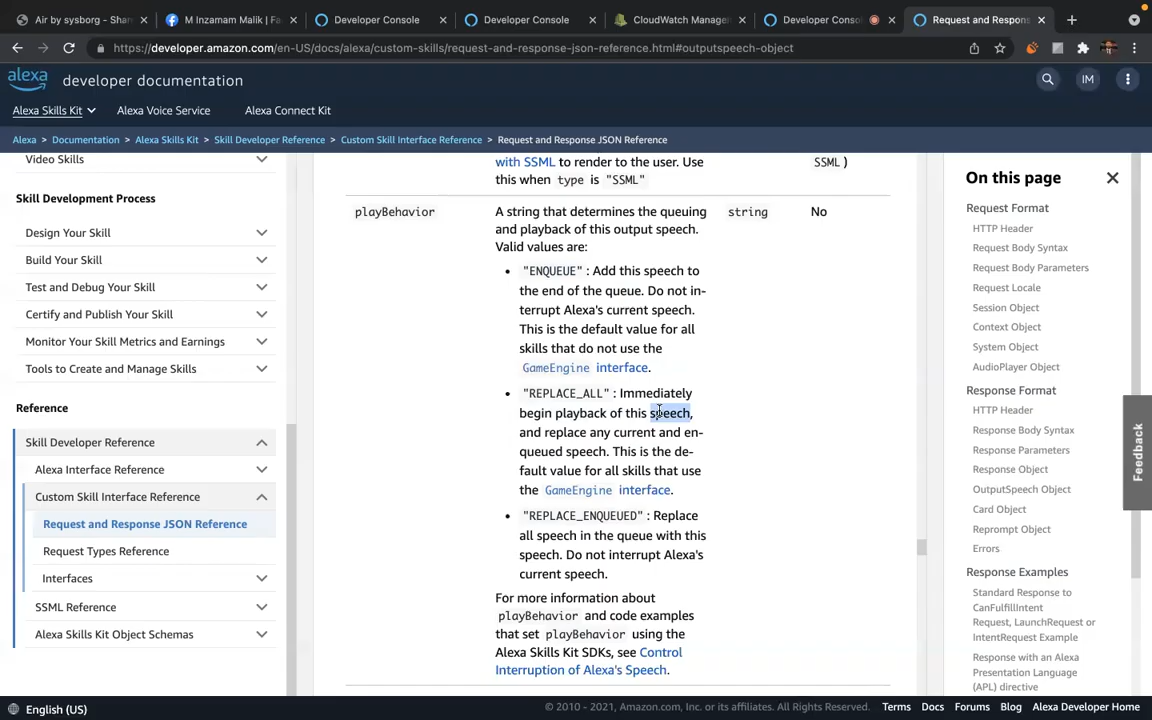 Air by sysborg - Shar
M Inzamam Malik | Fa
Developer Console
Developer Console
CloudWatch Manage
Developer Conso
Request and Respons
https://developer.amazon.com/en-US/docs/alexa/custom-skills/request-and-response-json-reference.html#outputspeech-object
alexa developer documentation
IM
Alexa Skills Kit Alexa Voice Service Alexa Connect Kit
Alexa > Documentation > Alexa Skills Kit > Skill Developer Reference > Custom Skill Interface Reference > Request and Response JSON Reference
Video Skills
Skill Development Process
Design Your Skill
Build Your Skill
Test and Debug Your Skill
Certify and Publish Your Skill
Monitor Your Skill Metrics and Earnings
Tools to Create and Manage Skills
Reference
Skill Developer Reference
Alexa Interface Reference
Custom Skill Interface Reference
Request and Response JSON Reference
Request Types Reference
Interfaces
SSML Reference
Alexa Skills Kit Object Schemas
with SSML to render to the user. Use SSML )
this when type is "SSML"
playBehavior A string that determines the queuing string No
and playback of this output speech.
Valid values are:
• "ENQUEUE" : Add this speech to
the end of the queue. Do not in-
terrupt Alexa's current speech.
This is the default value for all
skills that do not use the
GameEngine interface.
• "REPLACE_ALL" : Immediately
begin playback of this speech,
and replace any current and en-
queued speech. This is the de-
fault value for all skills that use
the GameEngine interface.
• "REPLACE_ENQUEUED" : Replace
all speech in the queue with this
speech. Do not interrupt Alexa's
current speech.
For more information about
playBehavior and code examples
that set playBehavior using the
Alexa Skills Kit SDKs, see Control
Interruption of Alexa's Speech.
On this page
Request Format
HTTP Header
Request Body Syntax
Request Body Parameters
Request Locale
Session Object
Context Object
System Object
AudioPlayer Object
Response Format
HTTP Header
Response Body Syntax
Response Parameters
Response Object
OutputSpeech Object
Card Object
Reprompt Object
Errors
Response Examples
Standard Response to
CanFulfillIntent
Request, LaunchRequest or
IntentRequest Example
Response with an Alexa
Presentation Language
(APL) directive
Feedback
English (US)
© 2010 - 2021, Amazon.com, Inc. or its affiliates. All Rights Reserved. Terms Docs Forums Blog Alexa Developer Home